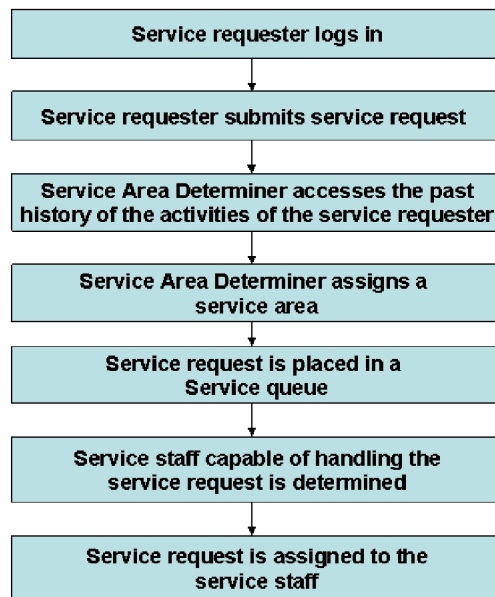 Service requester logs in
Service requester submits service request
Service Area Determiner accesses the past
history of the activities of the service requester
Service Area Determiner assigns a
service area
Service request is placed in a
Service queue
Service staff capable of handling the
service request is determined
Service request is assigned to the
service staff